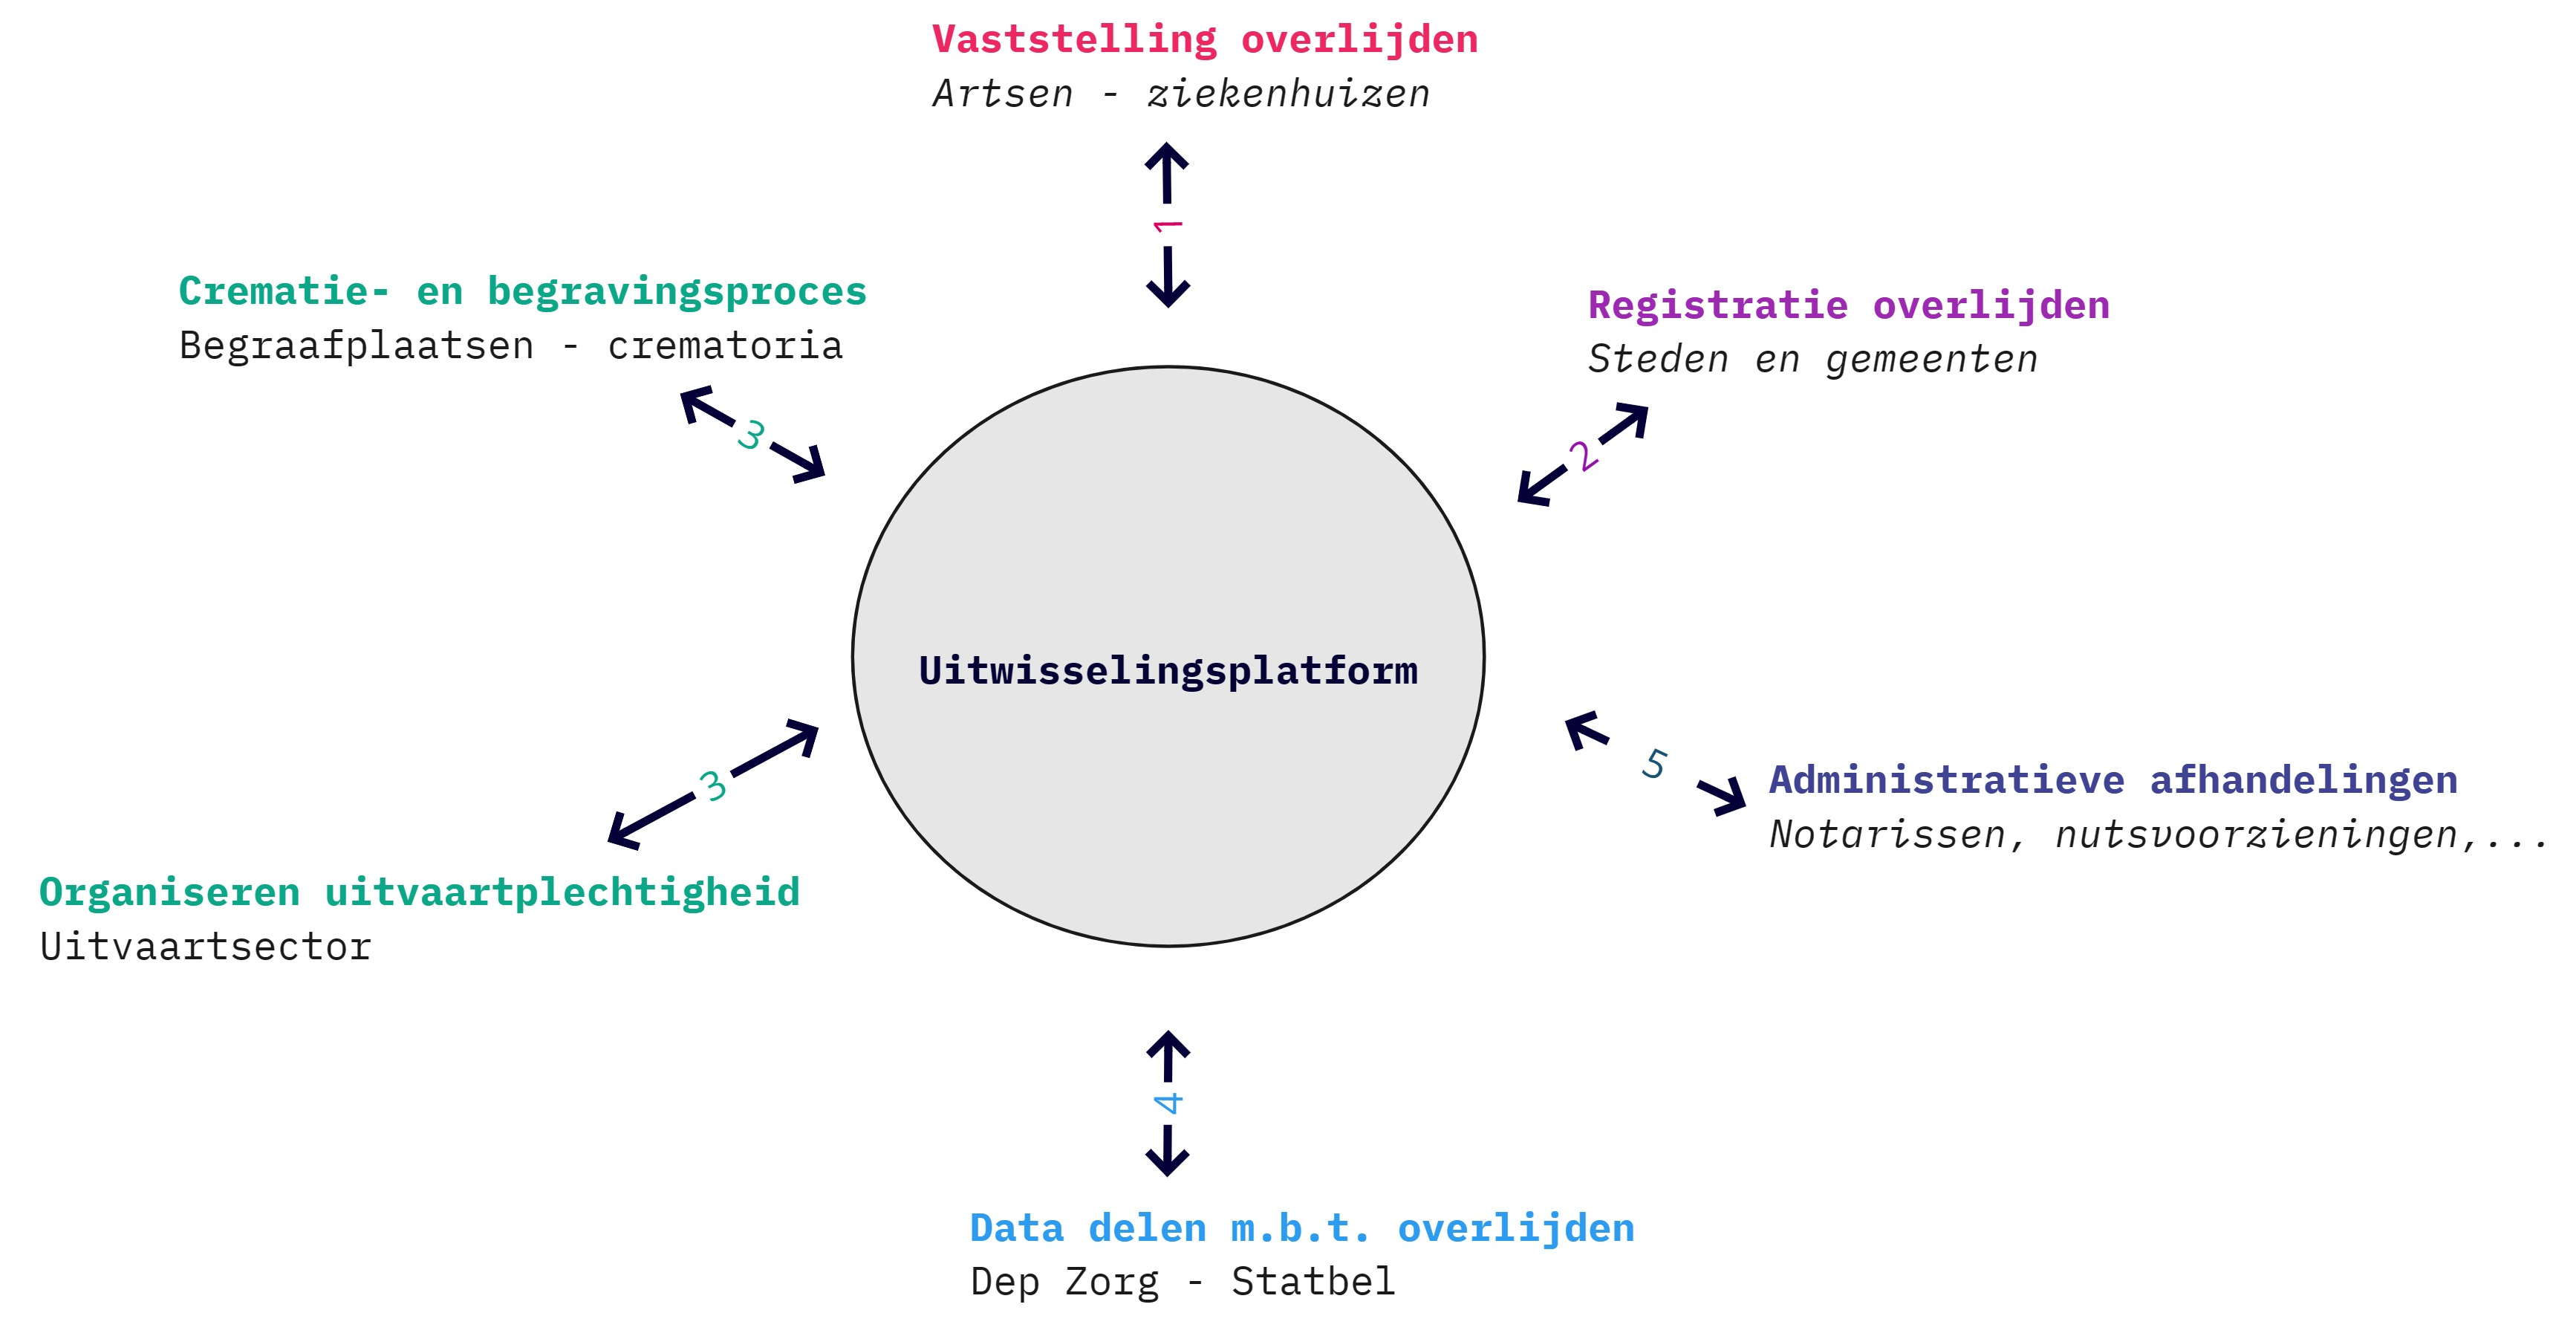 Vaststelling overlijden
Artsen - ziekenhuizen
1
Crematie- en begravingsproces
Begraafplaatsen - crematoria
3
Registratie overlijden
Steden en gemeenten
2
Uitwisselingsplatform
3
Organiseren uitvaartplechtigheid
Uitvaartsector
5
Administratieve afhandelingen
Notarissen, nutsvoorzieningen,...
4
Data delen m.b.t. overlijden
Dep Zorg - Statbel